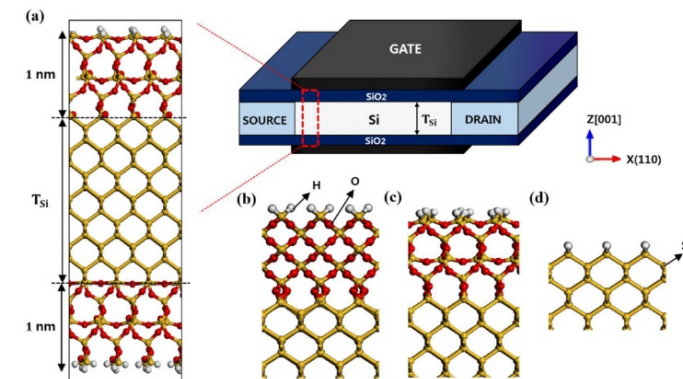 (a)
1 nm
T_Si
1 nm
GATE
SiO2
SOURCE
Si
T_Si
DRAIN
SiO2
Z[001]
X(110)
(b)
H
O
(c)
(d)